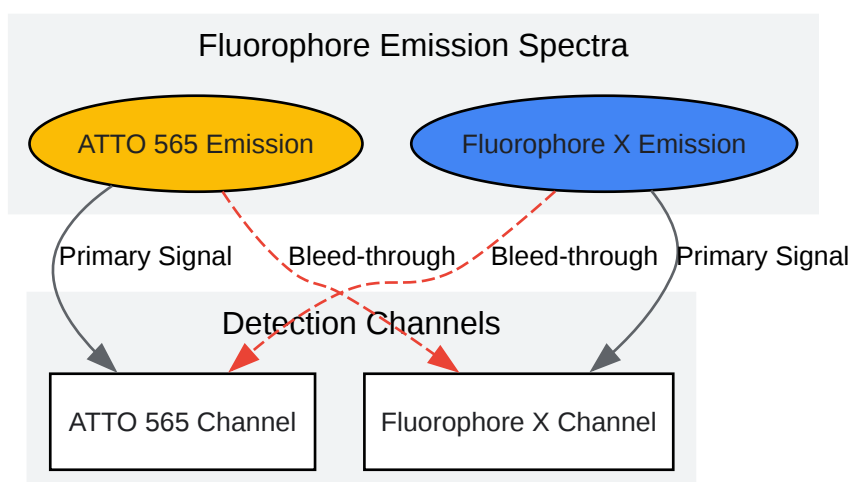 Fluorophore Emission Spectra
ATTO 565 Emission
Fluorophore X Emission
Primary Signal
Bleed-through
Bleed-through
Primary Signal
Detection Channels
ATTO 565 Channel
Fluorophore X Channel